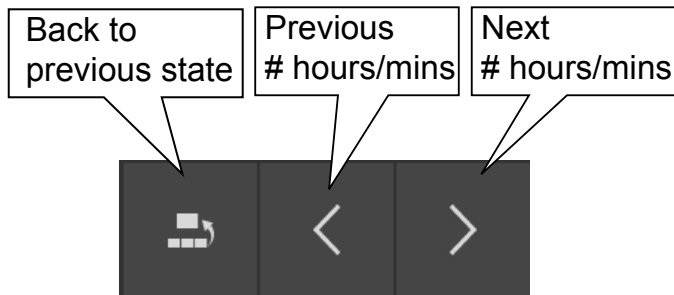 Back to
previous state
Previous
# hours/mins
Next
# hours/mins